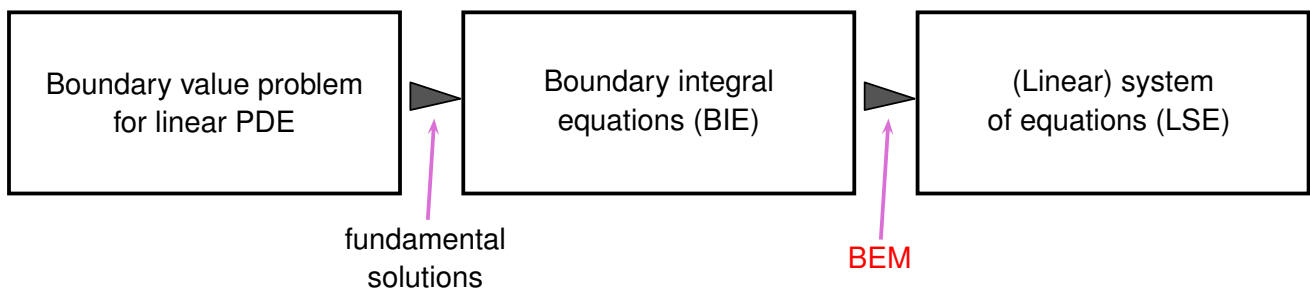 Boundary value problem
for linear PDE
Boundary integral
equations (BIE)
(Linear) system
of equations (LSE)
fundamental
solutions
BEM